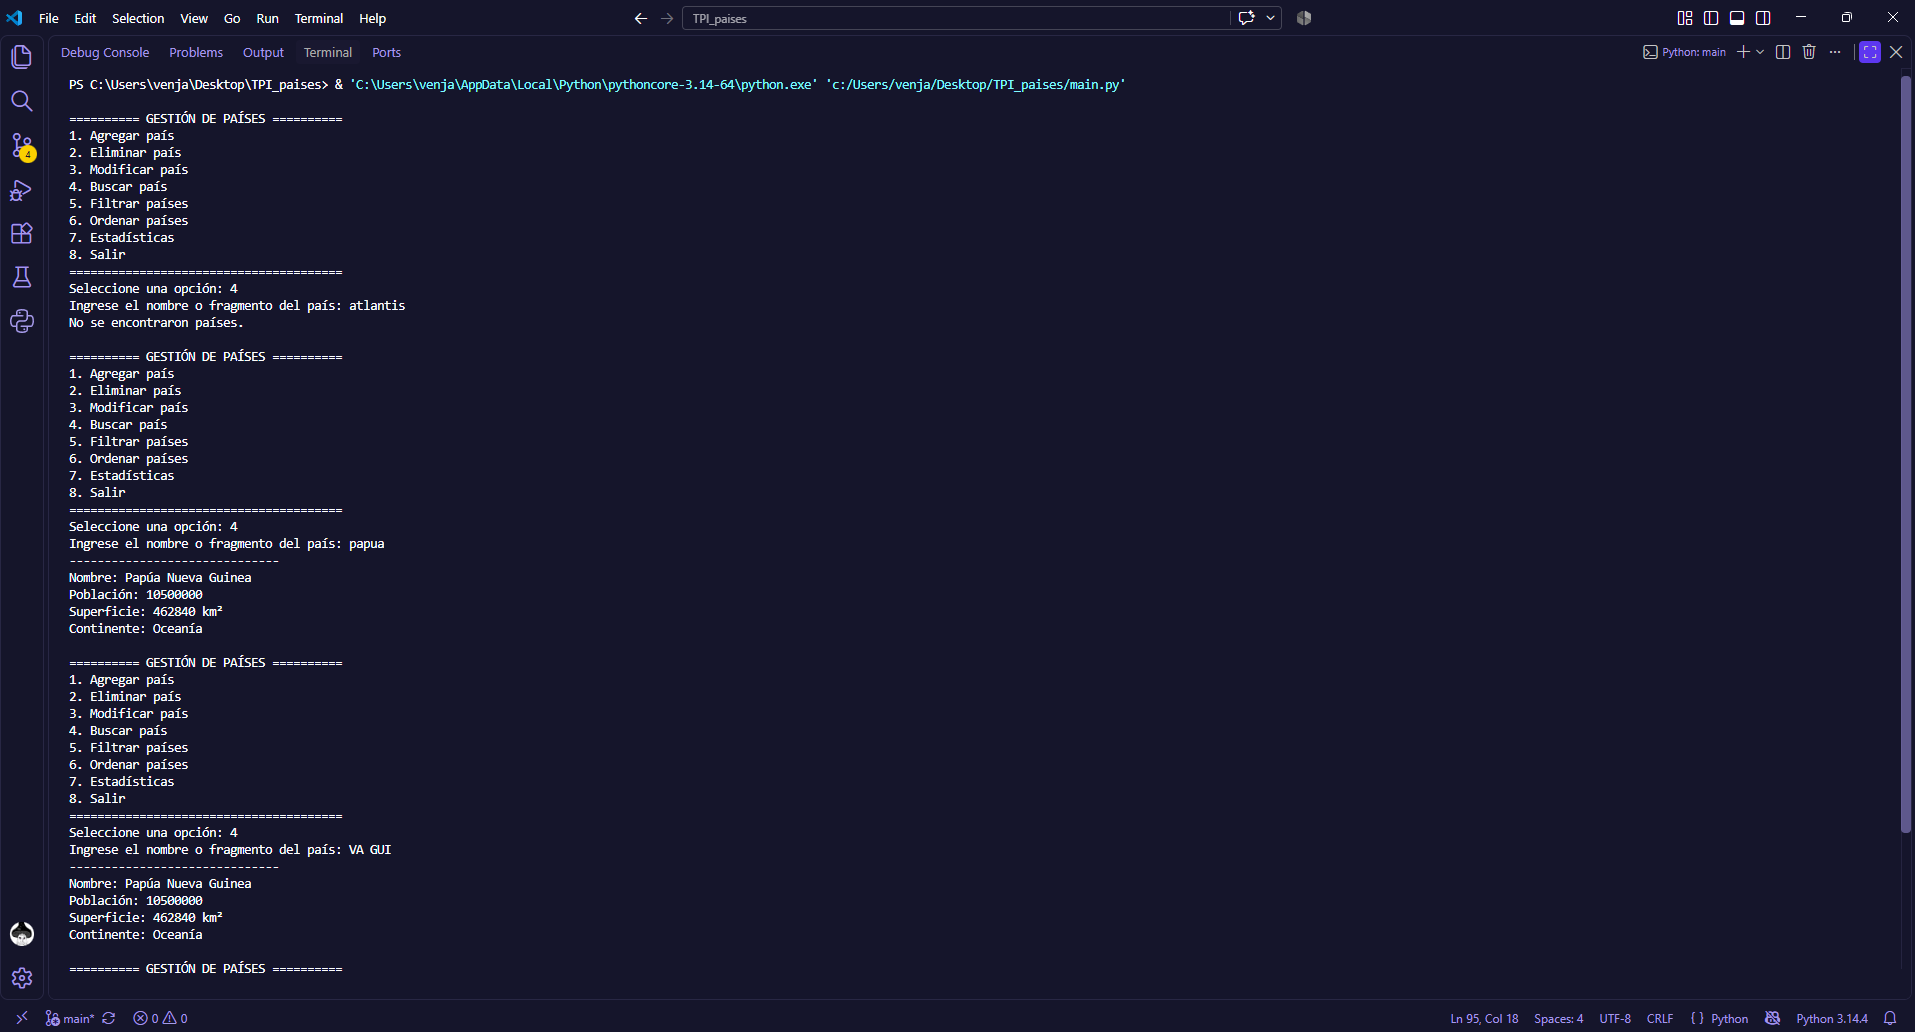 File Edit Selection View Go Run Terminal Help
TPI_paises
Debug Console Problems Output Terminal Ports
Python: main
PS C:\Users\venja\Desktop\TPI_paises> & 'C:\Users\venja\AppData\Local\Python\pythoncore-3.14-64\python.exe' 'c:/Users/venja/Desktop/TPI_paises/main.py'
========== GESTIÓN DE PAÍSES ==========
1. Agregar país
2. Eliminar país
3. Modificar país
4. Buscar país
5. Filtrar países
6. Ordenar países
7. Estadísticas
8. Salir
=======================================
Seleccione una opción: 4
Ingrese el nombre o fragmento del país: atlantis
No se encontraron países.
========== GESTIÓN DE PAÍSES ==========
1. Agregar país
2. Eliminar país
3. Modificar país
4. Buscar país
5. Filtrar países
6. Ordenar países
7. Estadísticas
8. Salir
=======================================
Seleccione una opción: 4
Ingrese el nombre o fragmento del país: papua
------------------------------
Nombre: Papúa Nueva Guinea
Población: 10500000
Superficie: 462840 km²
Continente: Oceanía
========== GESTIÓN DE PAÍSES ==========
1. Agregar país
2. Eliminar país
3. Modificar país
4. Buscar país
5. Filtrar países
6. Ordenar países
7. Estadísticas
8. Salir
=======================================
Seleccione una opción: 4
Ingrese el nombre o fragmento del país: VA GUI
------------------------------
Nombre: Papúa Nueva Guinea
Población: 10500000
Superficie: 462840 km²
Continente: Oceanía
========== GESTIÓN DE PAÍSES ==========
4
main* 0 0
Ln 95, Col 18 Spaces: 4 UTF-8 CRLF { } Python Python 3.14.4